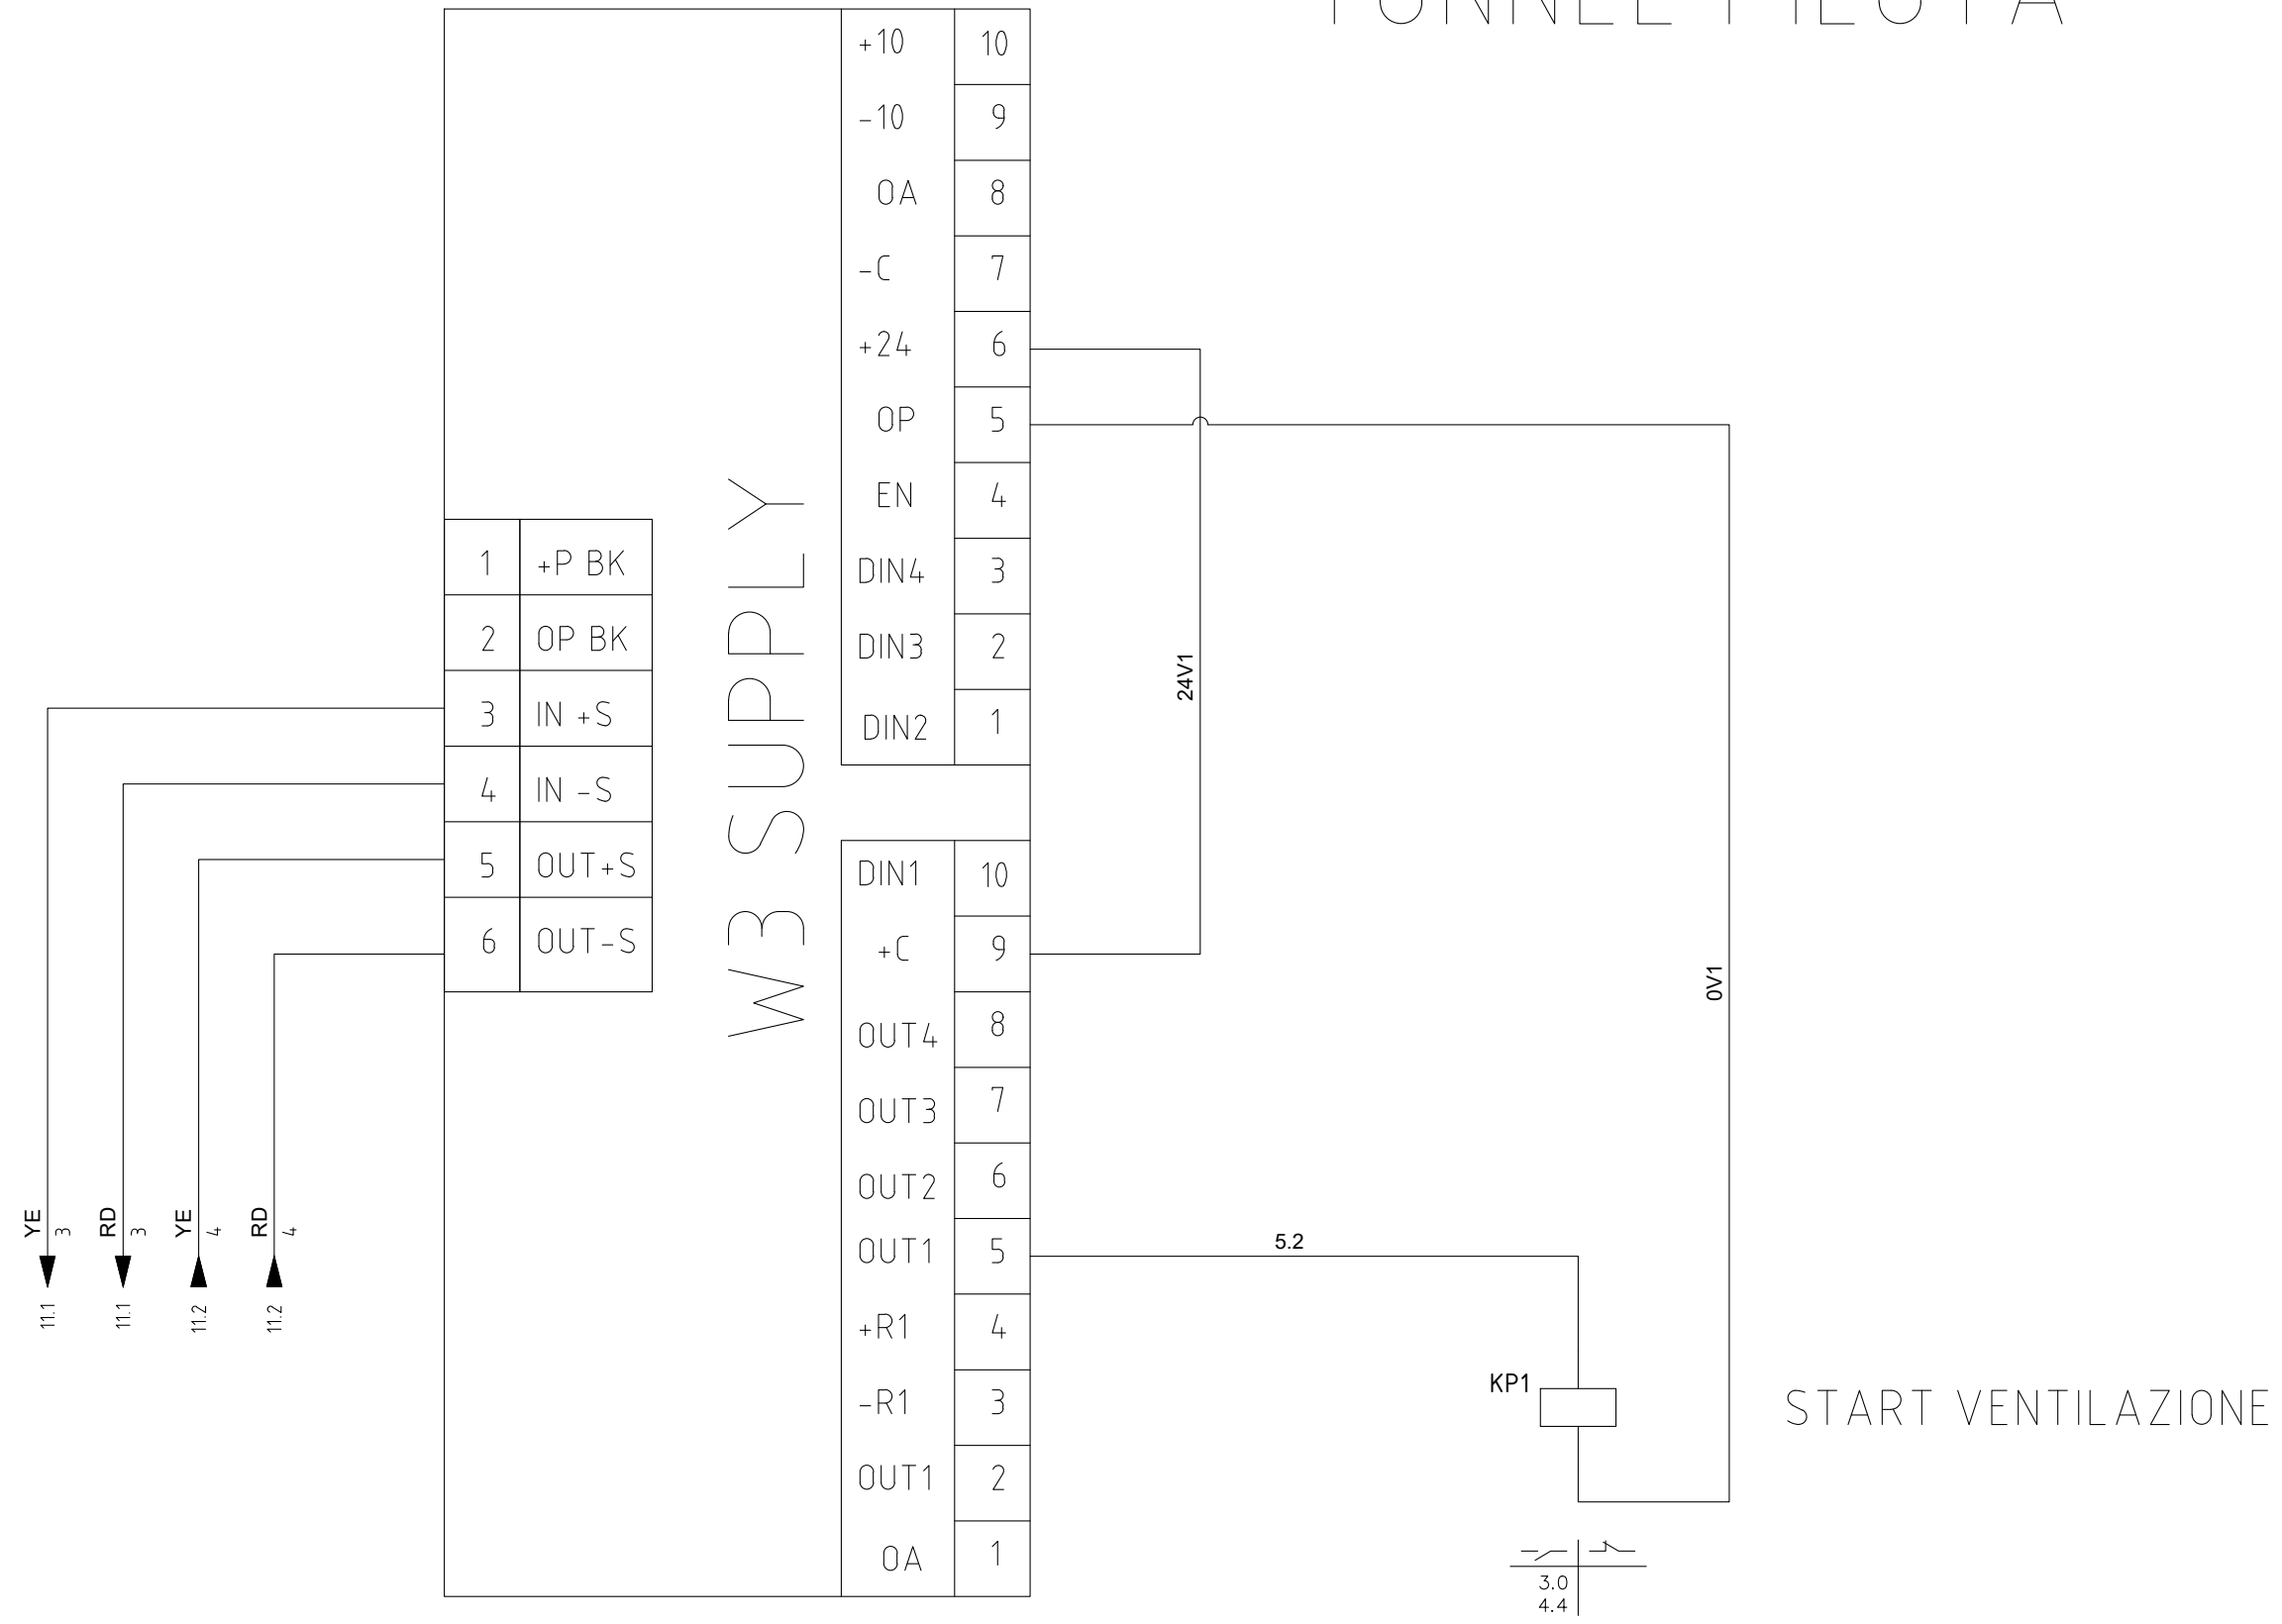 +10 10
-10 9
0A 8
-C 7
+24 6
0P 5
EN 4
DIN4 3
DIN3 2
DIN2 1
1 +P BK
2 0P BK
3 IN +S
4 IN -S
5 OUT+S
6 OUT-S
W3 SUPPLY
DIN1 10
+C 9
OUT4 8
OUT3 7
OUT2 6
OUT1 5
+R1 4
-R1 3
OUT1 2
0A 1
24V1
0V1
5.2
YE 3
RD 3
YE 4
RD 4
11.1
11.1
11.2
11.2
KP1
START VENTILAZIONE
3.0
4.4